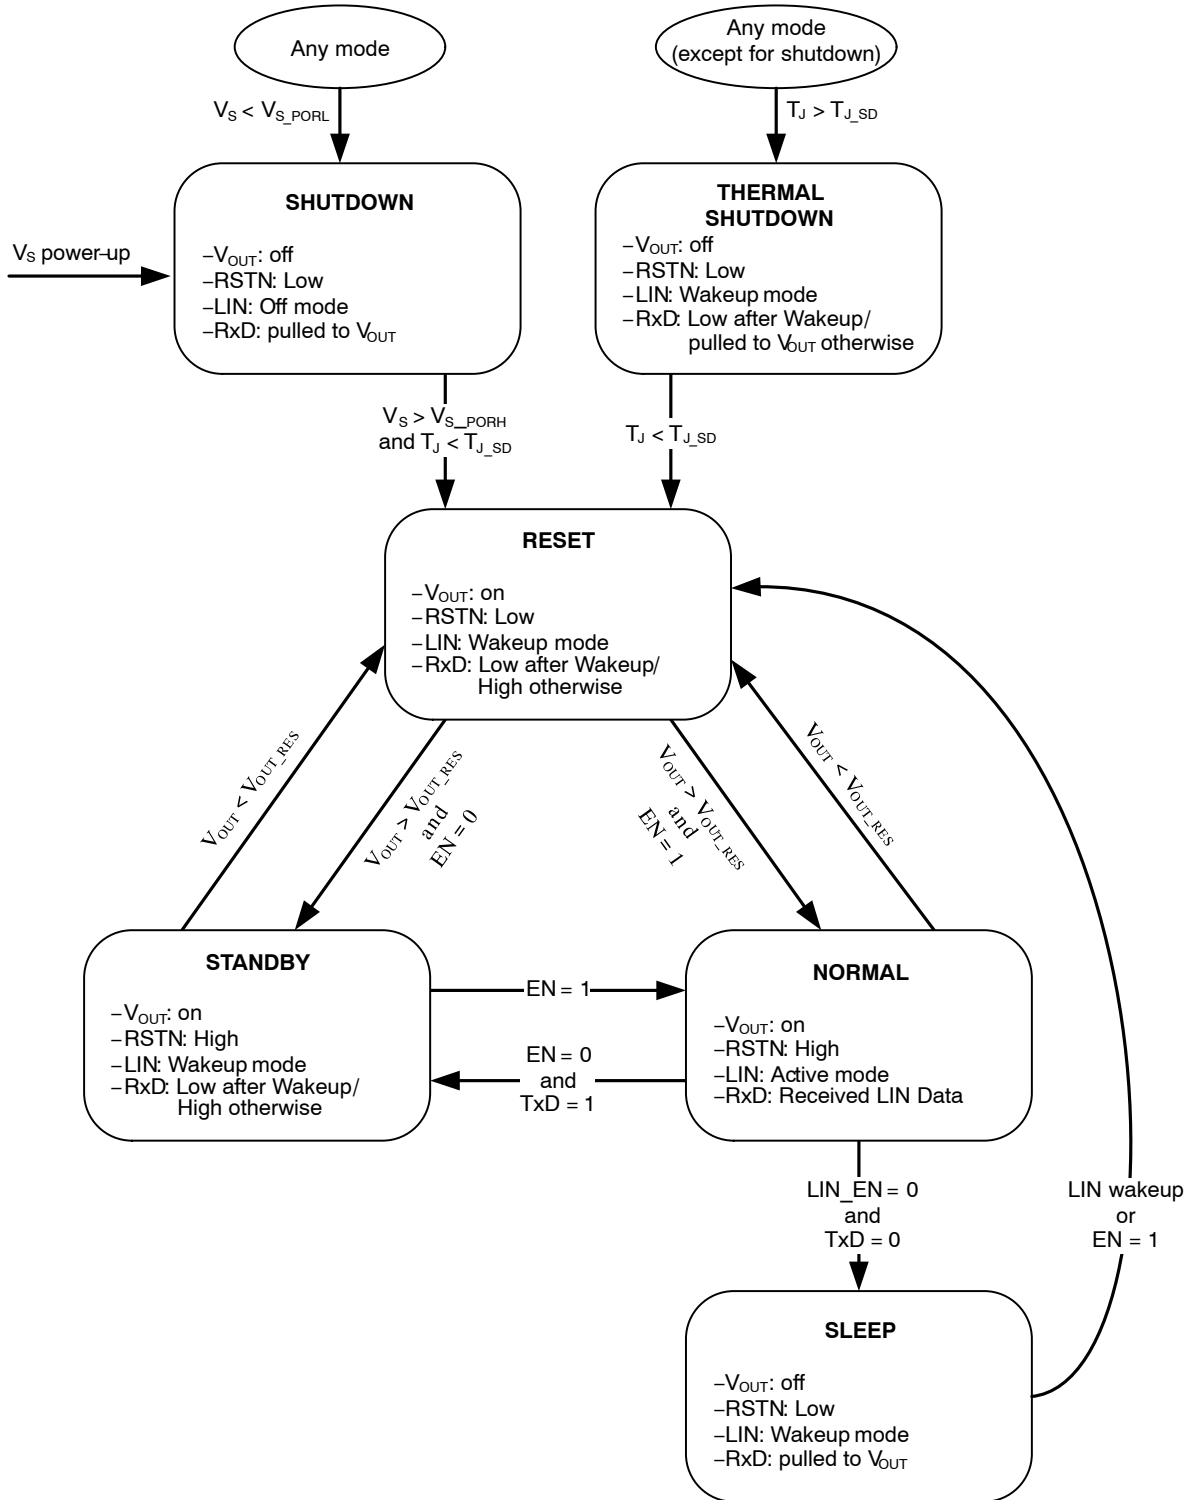 Any mode
Any mode
(except for shutdown)
V_S < V_S_PORL
T_J > T_J_SD
V_S power–up
SHUTDOWN
–V_OUT: off
–RSTN: Low
–LIN: Off mode
–RxD: pulled to V_OUT
THERMAL
SHUTDOWN
–V_OUT: off
–RSTN: Low
–LIN: Wakeup mode
–RxD: Low after Wakeup/
pulled to V_OUT otherwise
V_S > V_S_PORH
and T_J < T_J_SD
T_J < T_J_SD
RESET
–V_OUT: on
–RSTN: Low
–LIN: Wakeup mode
–RxD: Low after Wakeup/
High otherwise
V_OUT < V_OUT_RES
V_OUT > V_OUT_RES
and
EN = 0
V_OUT > V_OUT_RES
and
EN = 1
V_OUT < V_OUT_RES
STANDBY
–V_OUT: on
–RSTN: High
–LIN: Wakeup mode
–RxD: Low after Wakeup/
High otherwise
EN = 1
EN = 0
and
TxD = 1
NORMAL
–V_OUT: on
–RSTN: High
–LIN: Active mode
–RxD: Received LIN Data
LIN_EN = 0
and
TxD = 0
LIN wakeup
or
EN = 1
SLEEP
–V_OUT: off
–RSTN: Low
–LIN: Wakeup mode
–RxD: pulled to V_OUT